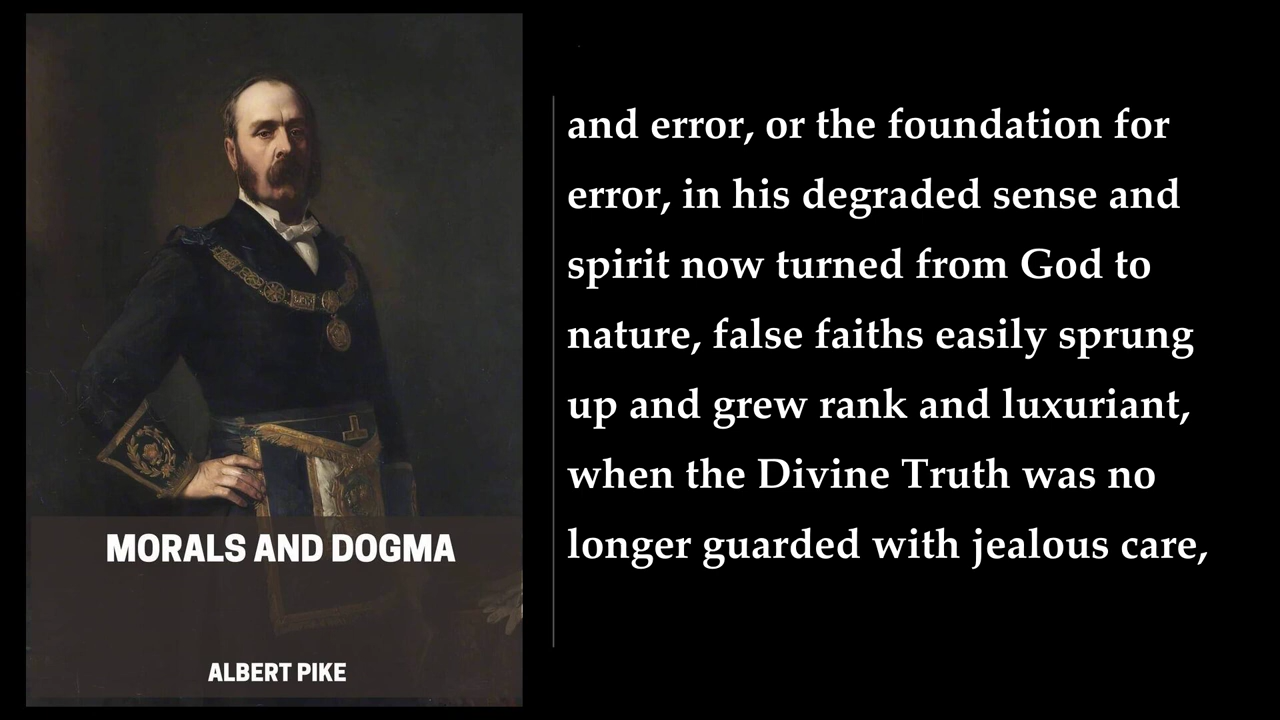 MORALS AND DOGMA
ALBERT PIKE
and error, or the foundation for
error, in his degraded sense and
spirit now turned from God to
nature, false faiths easily sprung
up and grew rank and luxuriant,
when the Divine Truth was no
longer guarded with jealous care,